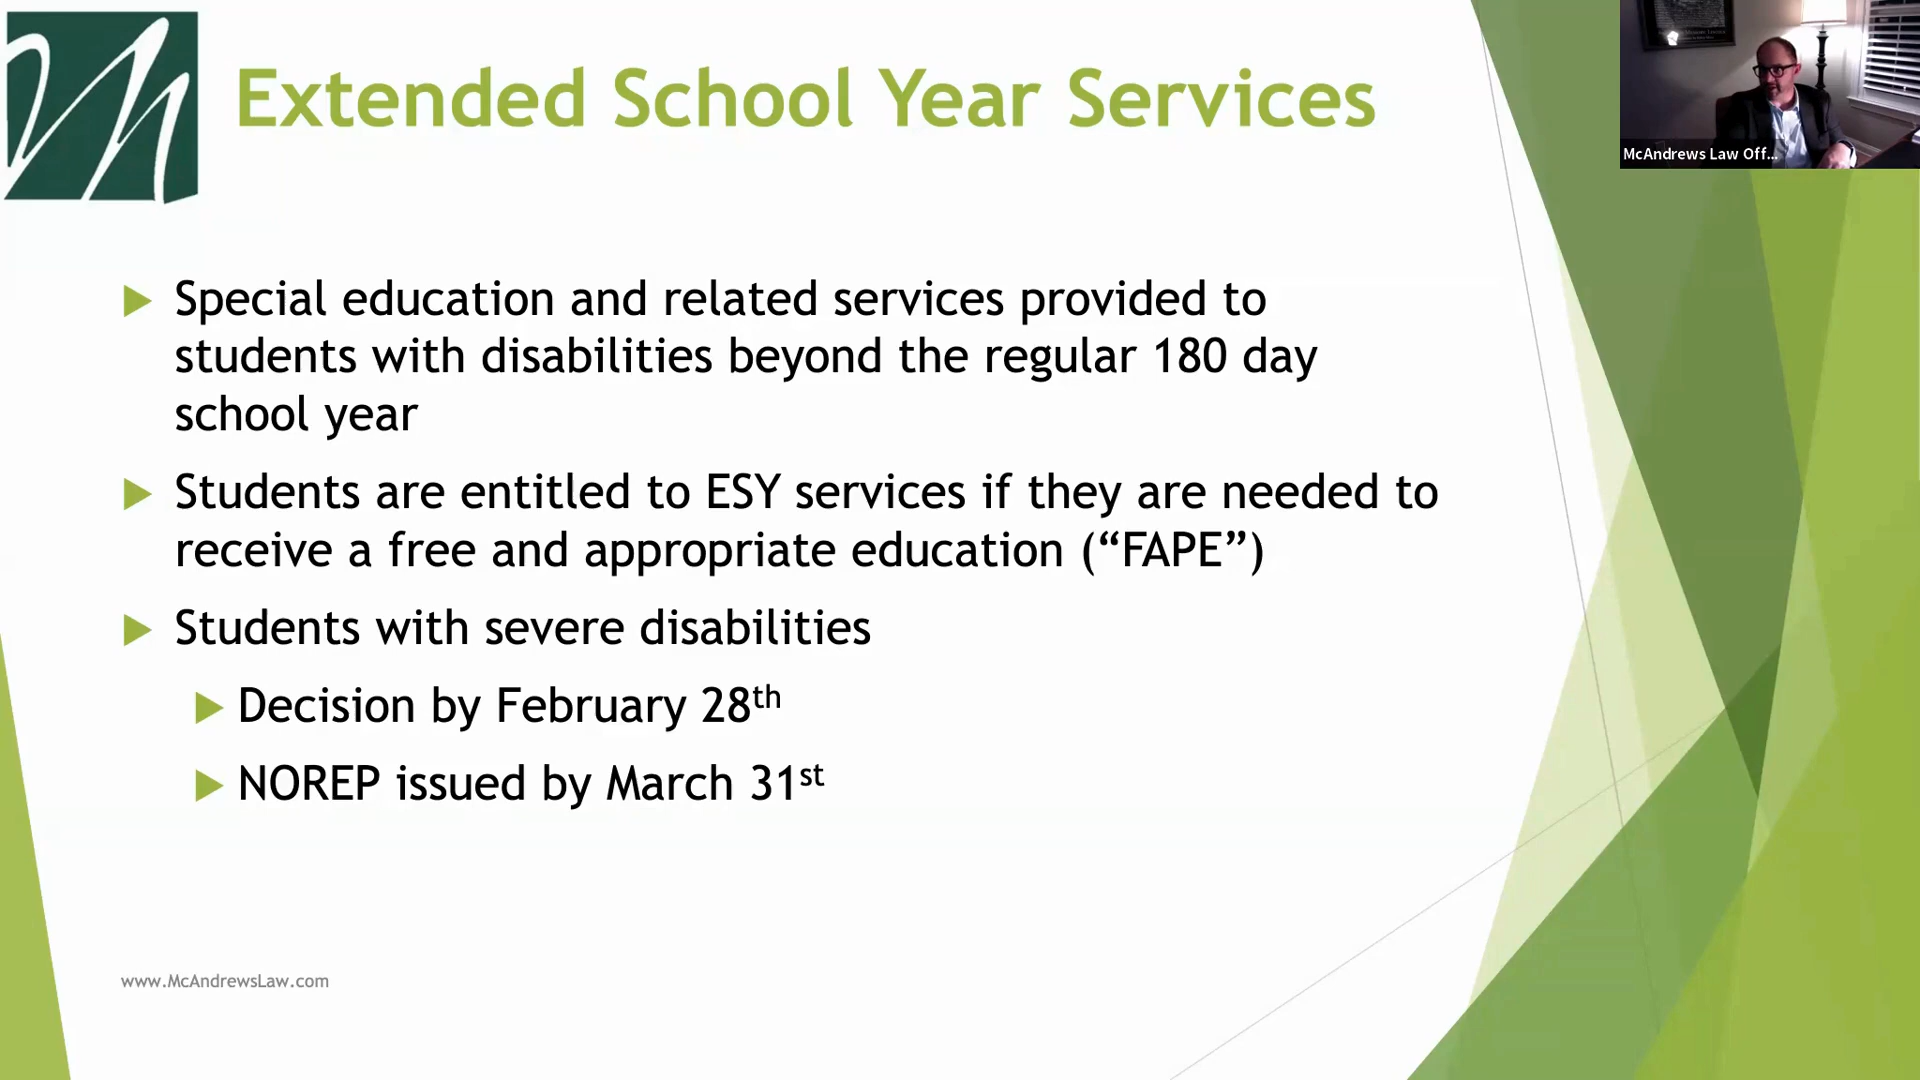 Extended School Year Services
McAndrews Law Off...
Special education and related services provided to
students with disabilities beyond the regular 180 day
school year
Students are entitled to ESY services if they are needed to
receive a free and appropriate education (“FAPE”)
Students with severe disabilities
Decision by February 28th
NOREP issued by March 31st
www.McAndrewsLaw.com